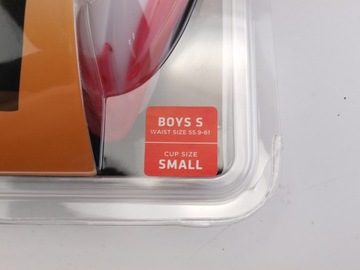 BOYS S
WAIST SIZE 55.9-61
CUP SIZE
SMALL